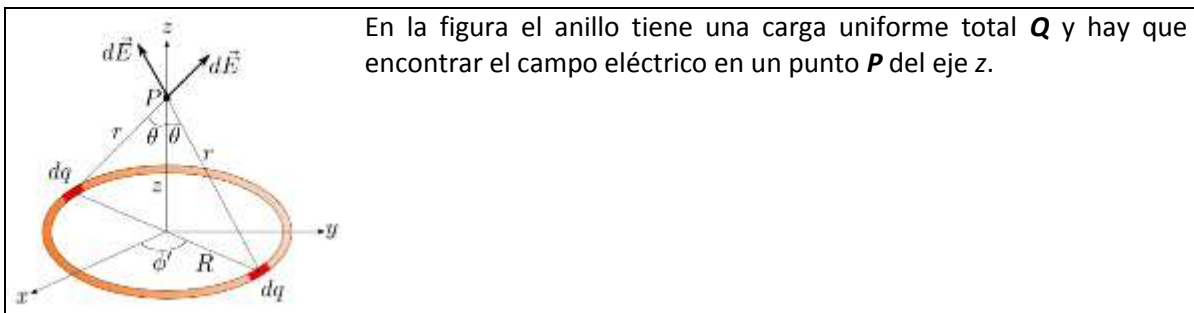 En la figura el anillo tiene una carga uniforme total Q y hay que
encontrar el campo eléctrico en un punto P del eje z.
z
dE⃗
dE⃗
P
θ θ
r
r
dq
z
y
ϕ′
R
x
dq